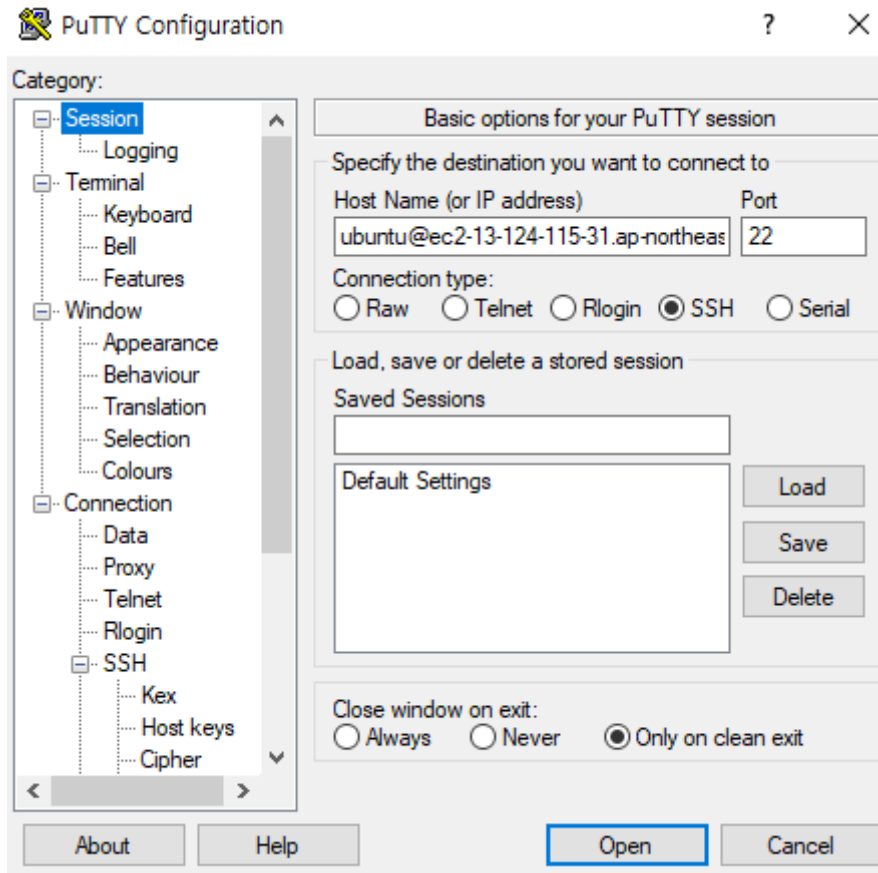 PuTTY Configuration
?
Category:
Session
Logging
Terminal
Keyboard
Bell
Features
Window
Appearance
Behaviour
Translation
Selection
Colours
Connection
Data
Proxy
Telnet
Rlogin
SSH
Kex
Host keys
Cipher
Basic options for your PuTTY session
Specify the destination you want to connect to
Host Name (or IP address) Port
ubuntu@ec2-13-124-115-31.ap-northeas 22
Connection type:
Raw Telnet Rlogin SSH Serial
Load, save or delete a stored session
Saved Sessions
Default Settings
Load
Save
Delete
Close window on exit:
Always Never Only on clean exit
About Help Open Cancel